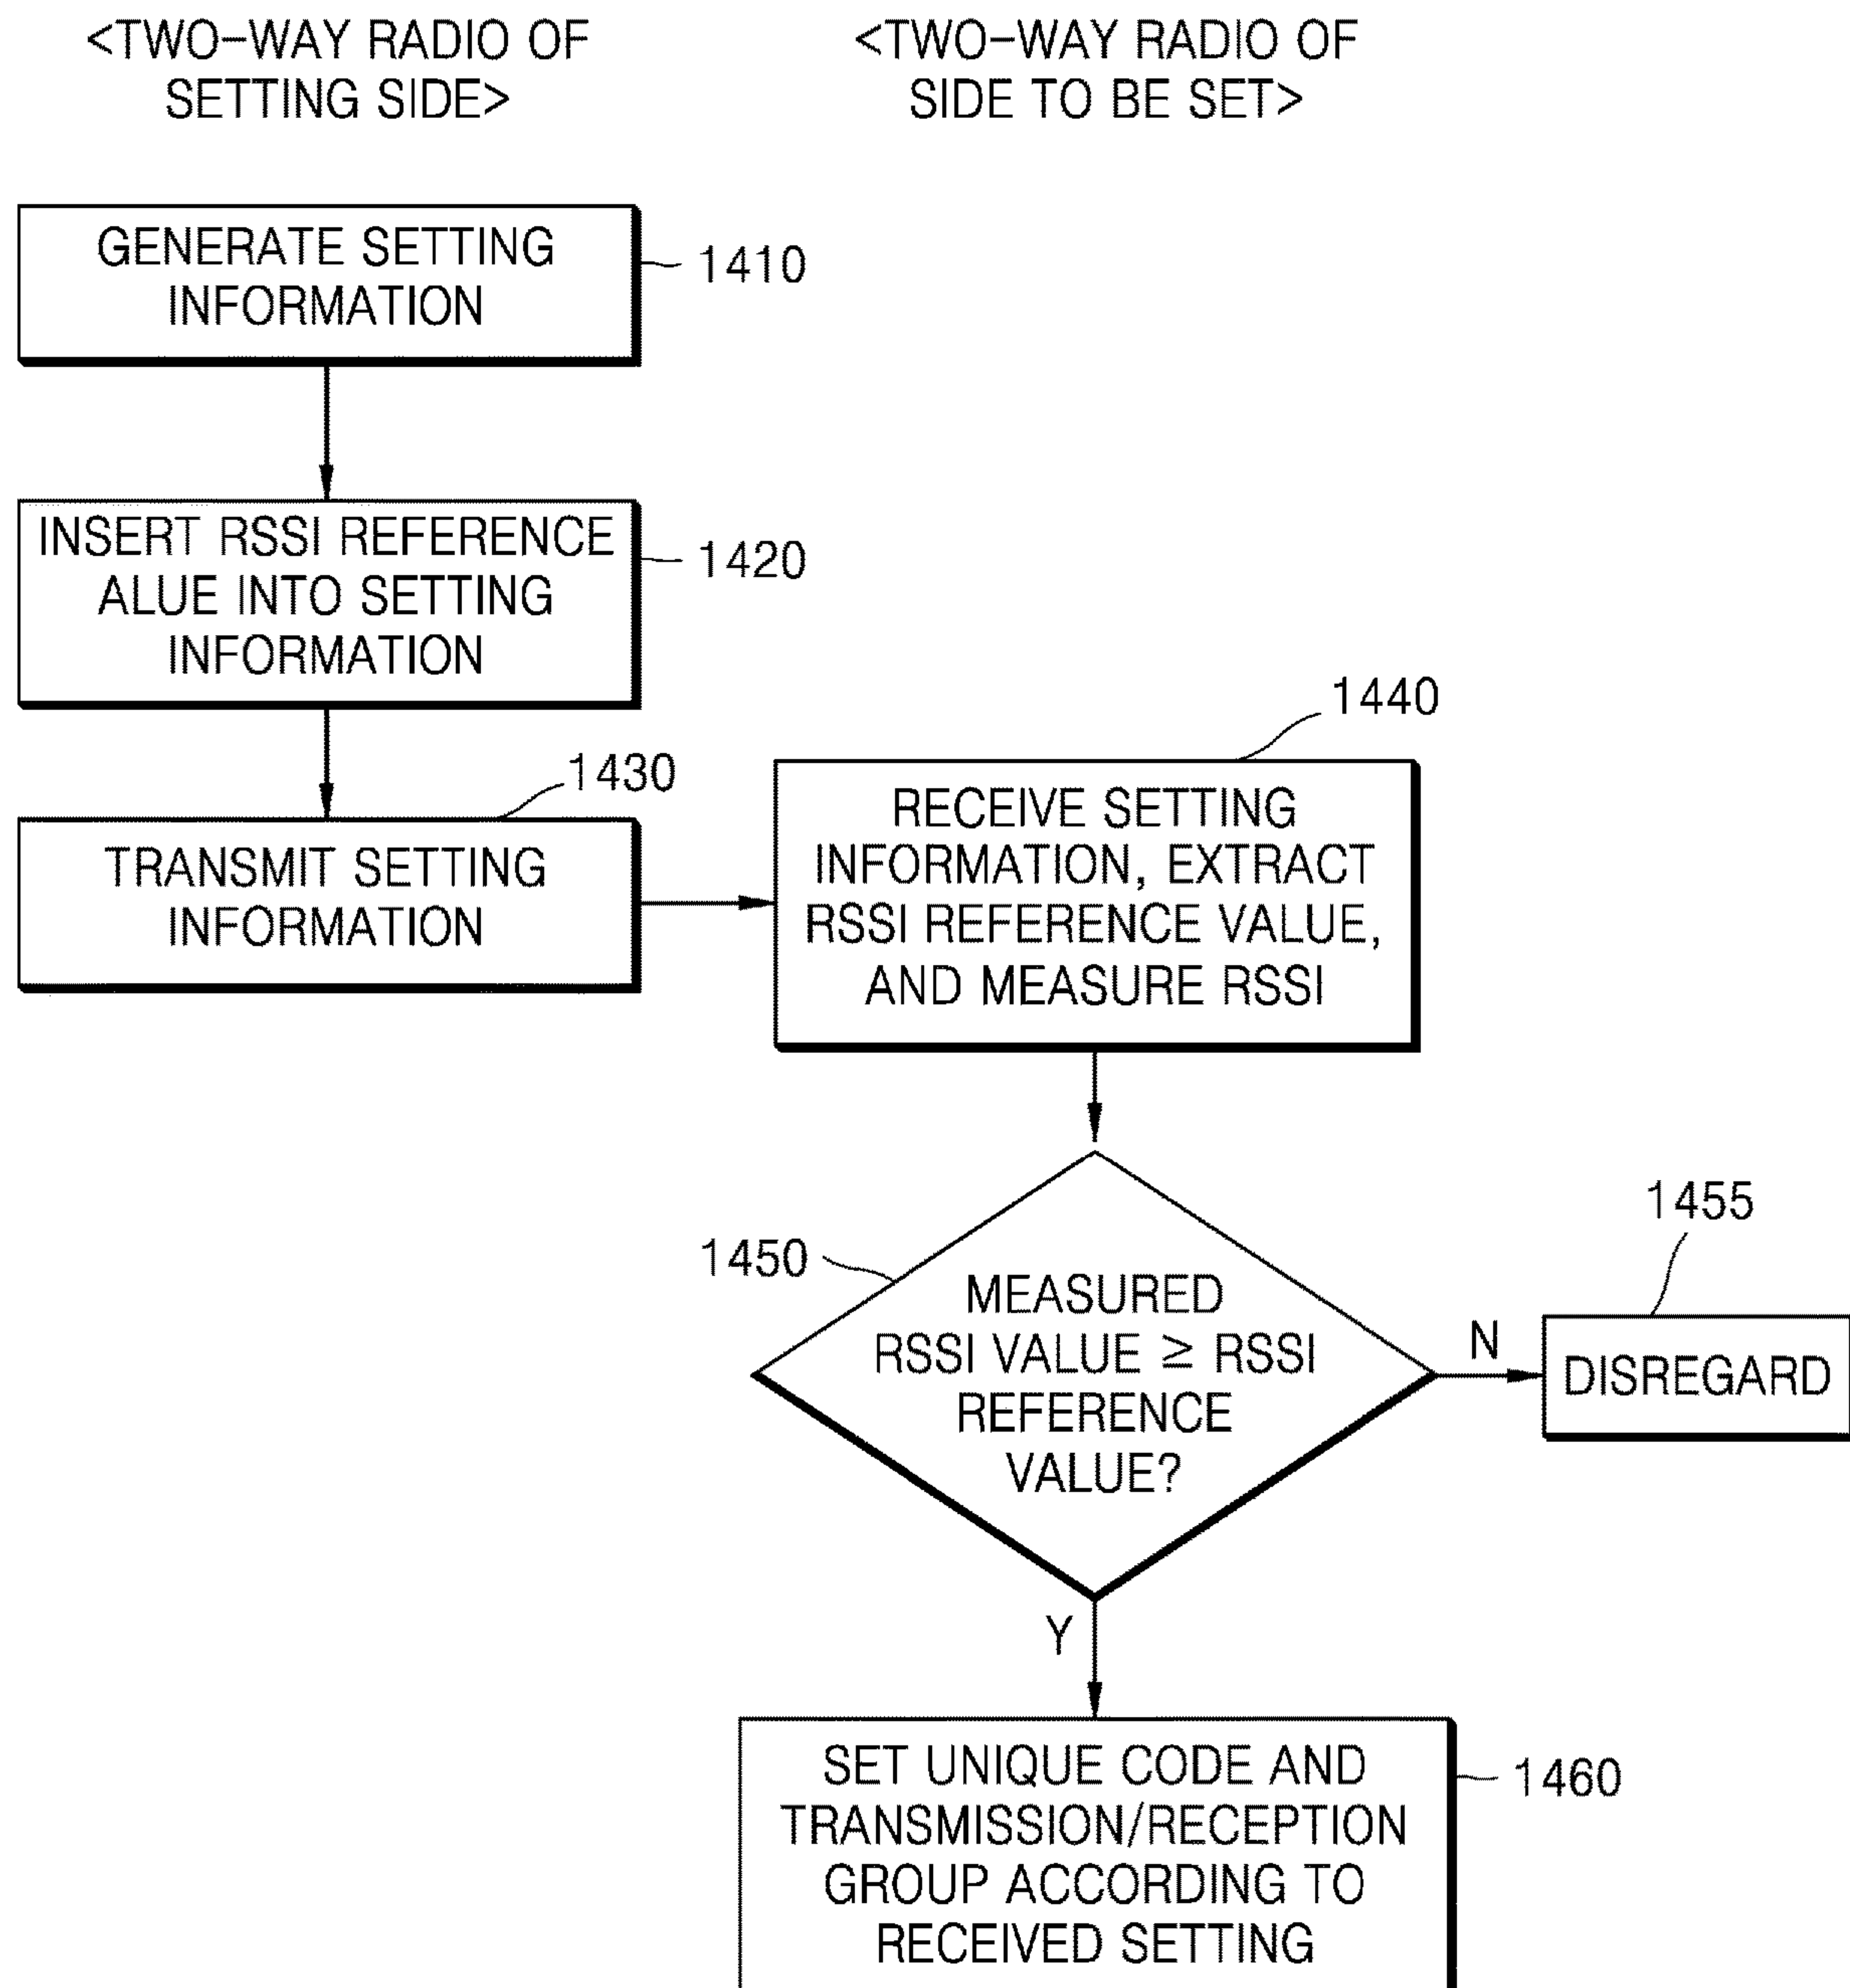 <TWO-WAY RADIO OF
SETTING SIDE>
<TWO-WAY RADIO OF
SIDE TO BE SET>
GENERATE SETTING
INFORMATION
1410
INSERT RSSI REFERENCE
ALUE INTO SETTING
INFORMATION
1420
1430
TRANSMIT SETTING
INFORMATION
1440
RECEIVE SETTING
INFORMATION, EXTRACT
RSSI REFERENCE VALUE,
AND MEASURE RSSI
1450
MEASURED
RSSI VALUE ≥ RSSI
REFERENCE
VALUE?
N
1455
DISREGARD
Y
SET UNIQUE CODE AND
TRANSMISSION/RECEPTION
GROUP ACCORDING TO
RECEIVED SETTING
1460